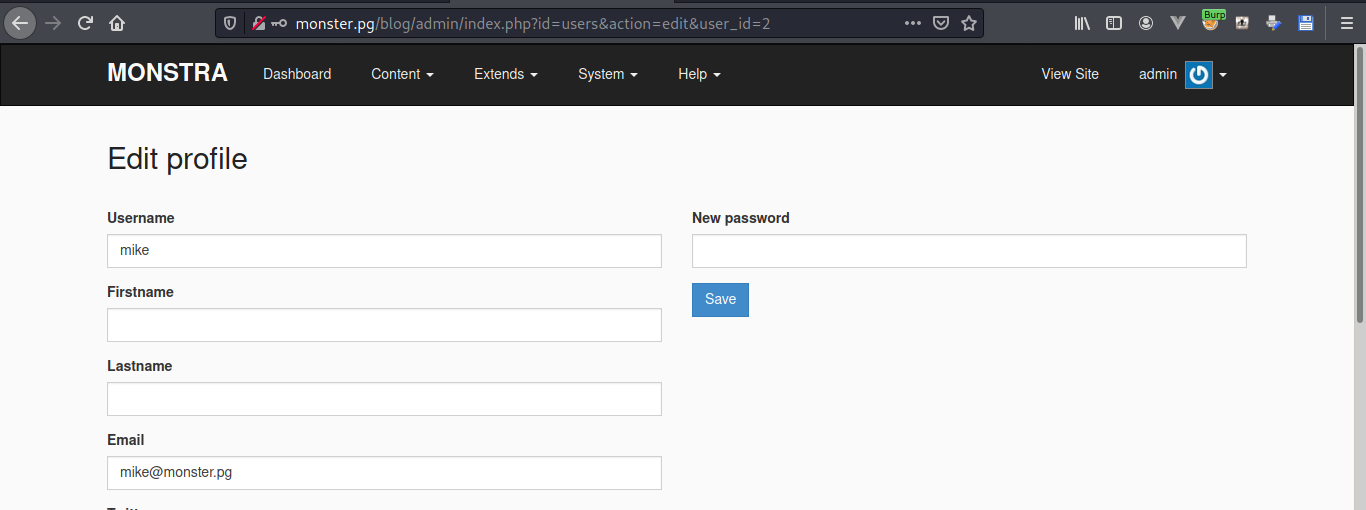 monster.pg/blog/admin/index.php?id=users&action=edit&user_id=2
Burp
MONSTRA Dashboard Content Extends System Help View Site admin
Edit profile
Username New password
mike
Firstname Save
Lastname
Email
mike@monster.pg